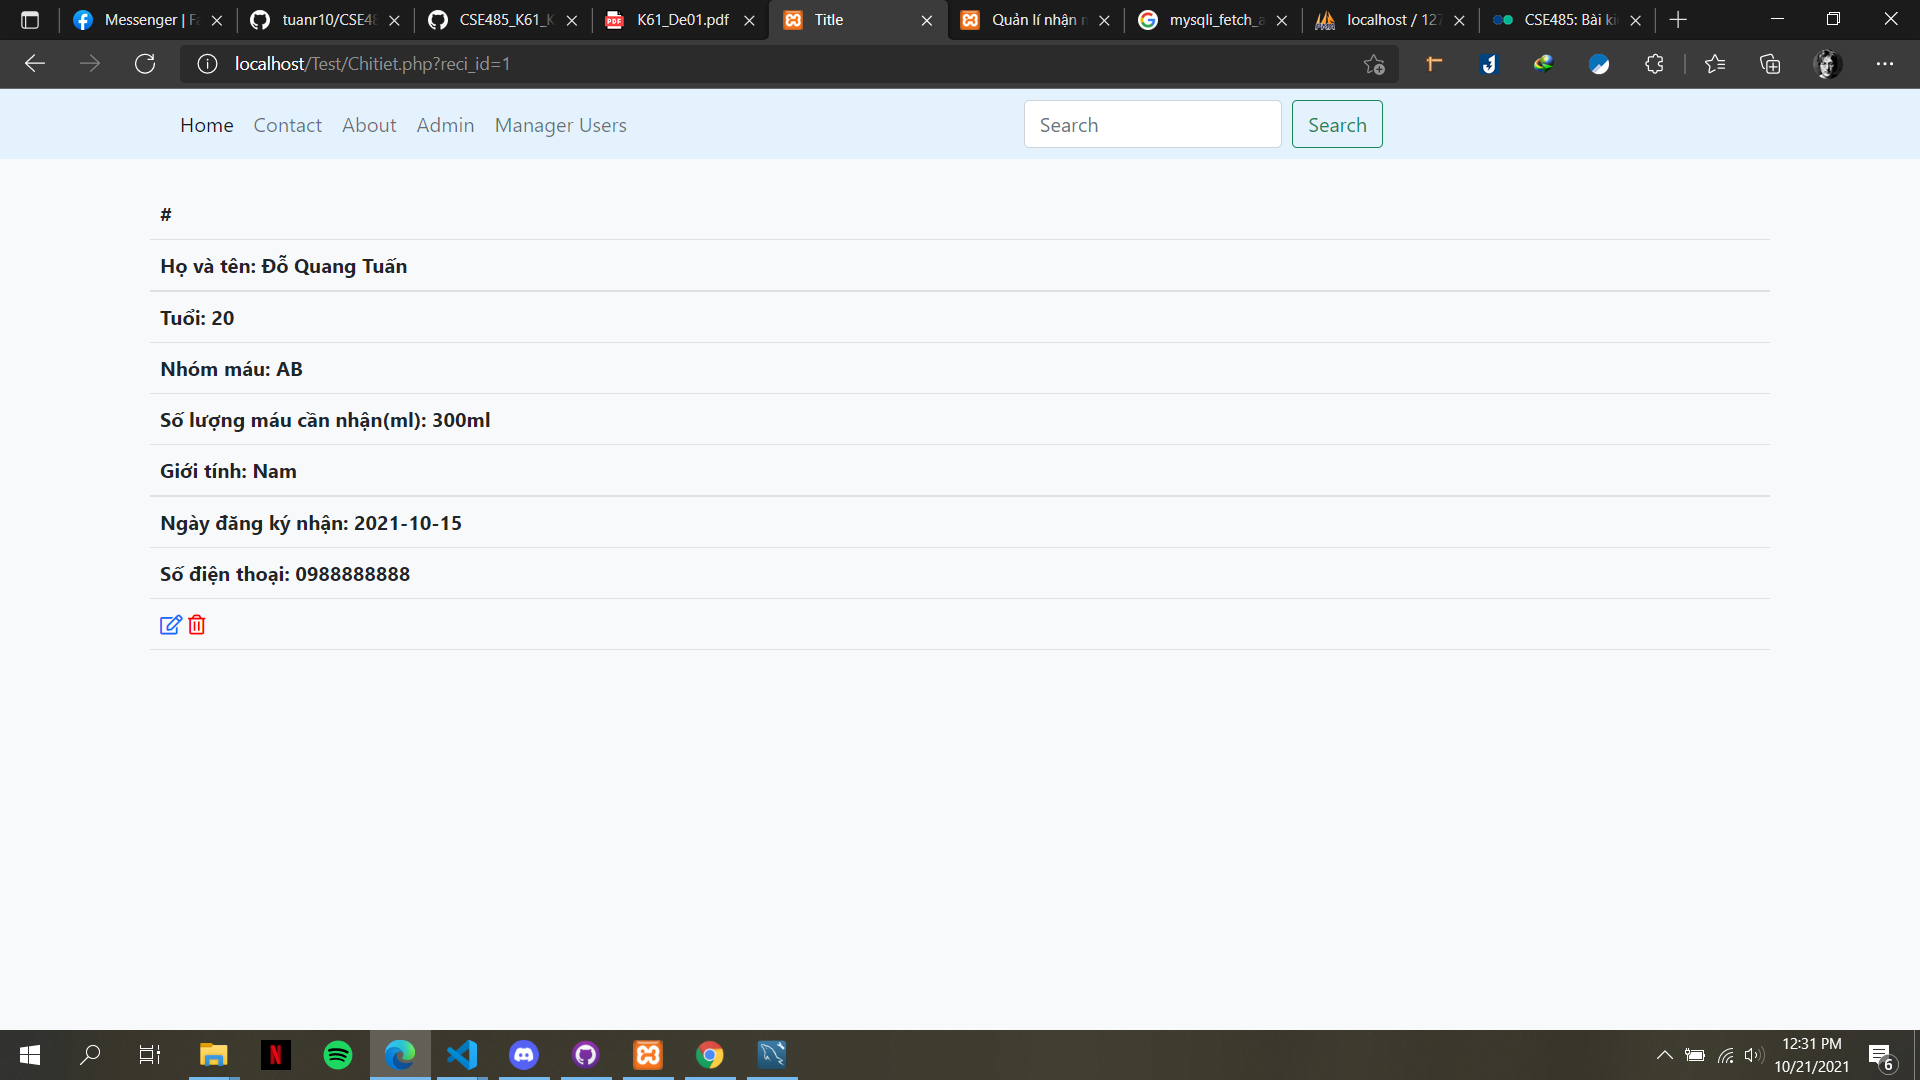 Messenger | Fa
tuanr10/CSE48
CSE485_K61_K
K61_De01.pdf
Title
Quản lí nhận m
mysqli_fetch_a
localhost / 127
CSE485: Bài ki
localhost/Test/Chitiet.php?reci_id=1
Home Contact About Admin Manager Users Search Search
#
Họ và tên: Đỗ Quang Tuấn
Tuổi: 20
Nhóm máu: AB
Số lượng máu cần nhận(ml): 300ml
Giới tính: Nam
Ngày đăng ký nhận: 2021-10-15
Số điện thoại: 0988888888
12:31 PM
10/21/2021
6